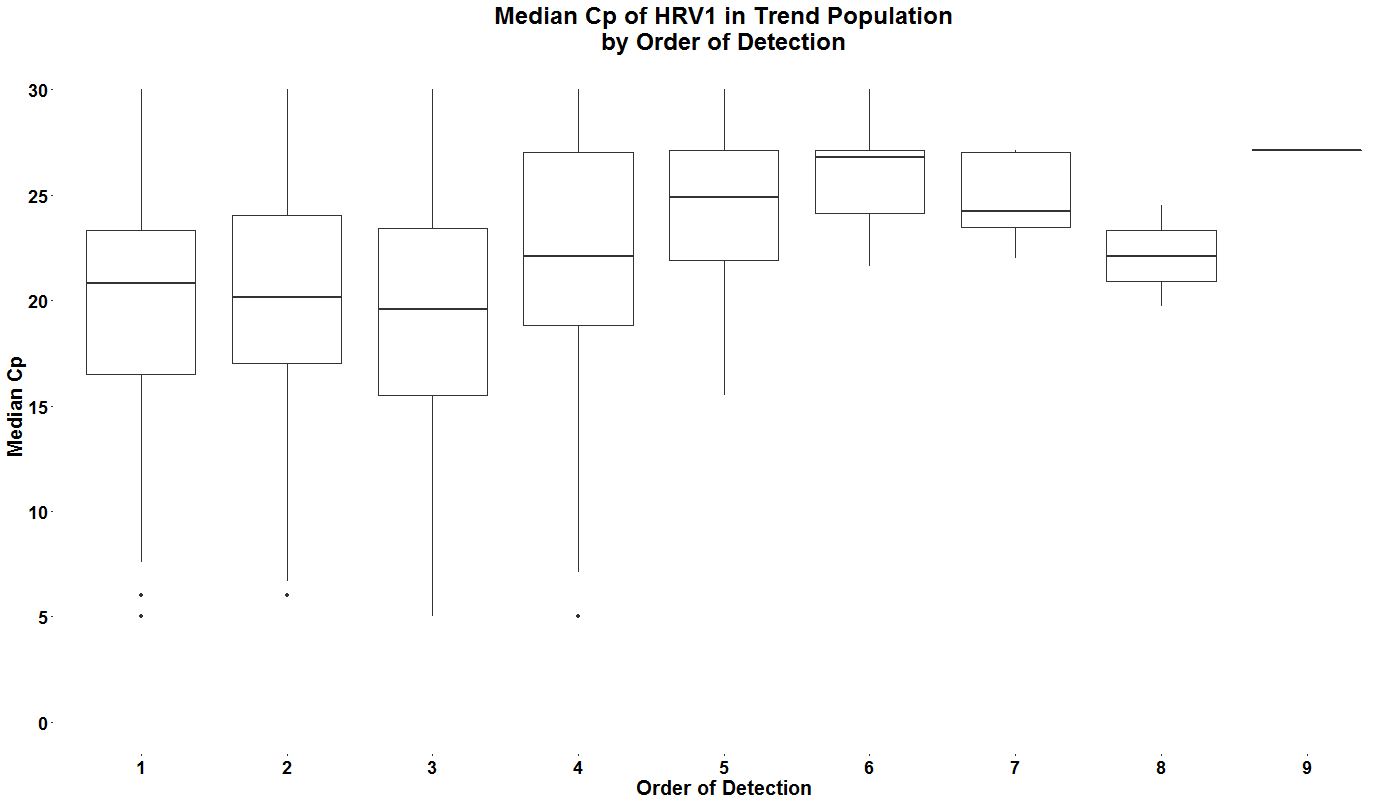 Median Cp of HRV1 in Trend Population
by Order of Detection
30
25
20
15
10
5
0
Median Cp
1 2 3 4 5 6 7 8 9
Order of Detection